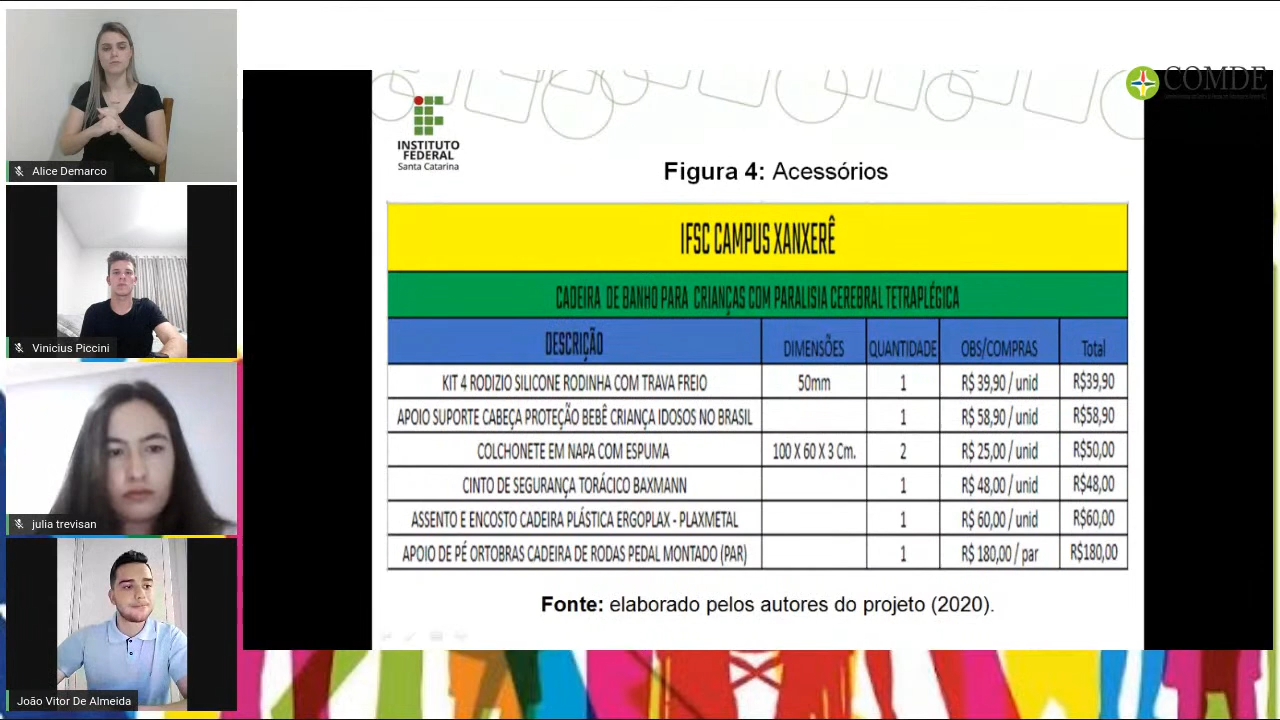 Alice Demarco
Vinicius Piccini
julia trevisan
João Vitor De Almeida
COMDE
INSTITUTO
FEDERAL
Santa Catarina
Figura 4: Acessórios
IFSC CAMPUS XANXERÊ
CADEIRA DE BANHO PARA CRIANÇAS COM PARALISIA CEREBRAL TETRAPLÉGICA
DESCRIÇÃO DIMENSÕES QUANTIDADE OBS/COMPRAS Total
KIT 4 RODIZIO SILICONE RODINHA COM TRAVA FREIO 50mm 1 R$ 39,90 / unid R$39,90
APOIO SUPORTE CABEÇA PROTEÇÃO BEBÊ CRIANÇA IDOSOS NO BRASIL 1 R$ 58,90 / unid R$58,90
COLCHONETE EM NAPA COM ESPUMA 100 X 60 X 3 Cm. 2 R$ 25,00 / unid R$50,00
CINTO DE SEGURANÇA TORÁCICO BAXMANN 1 R$ 48,00 / unid R$48,00
ASSENTO E ENCOSTO CADEIRA PLÁSTICA ERGOPLAX - PLAXMETAL 1 R$ 60,00 / unid R$60,00
APOIO DE PÉ ORTOBRAS CADEIRA DE RODAS PEDAL MONTADO (PAR) 1 R$ 180,00 / par R$180,00
Fonte: elaborado pelos autores do projeto (2020).